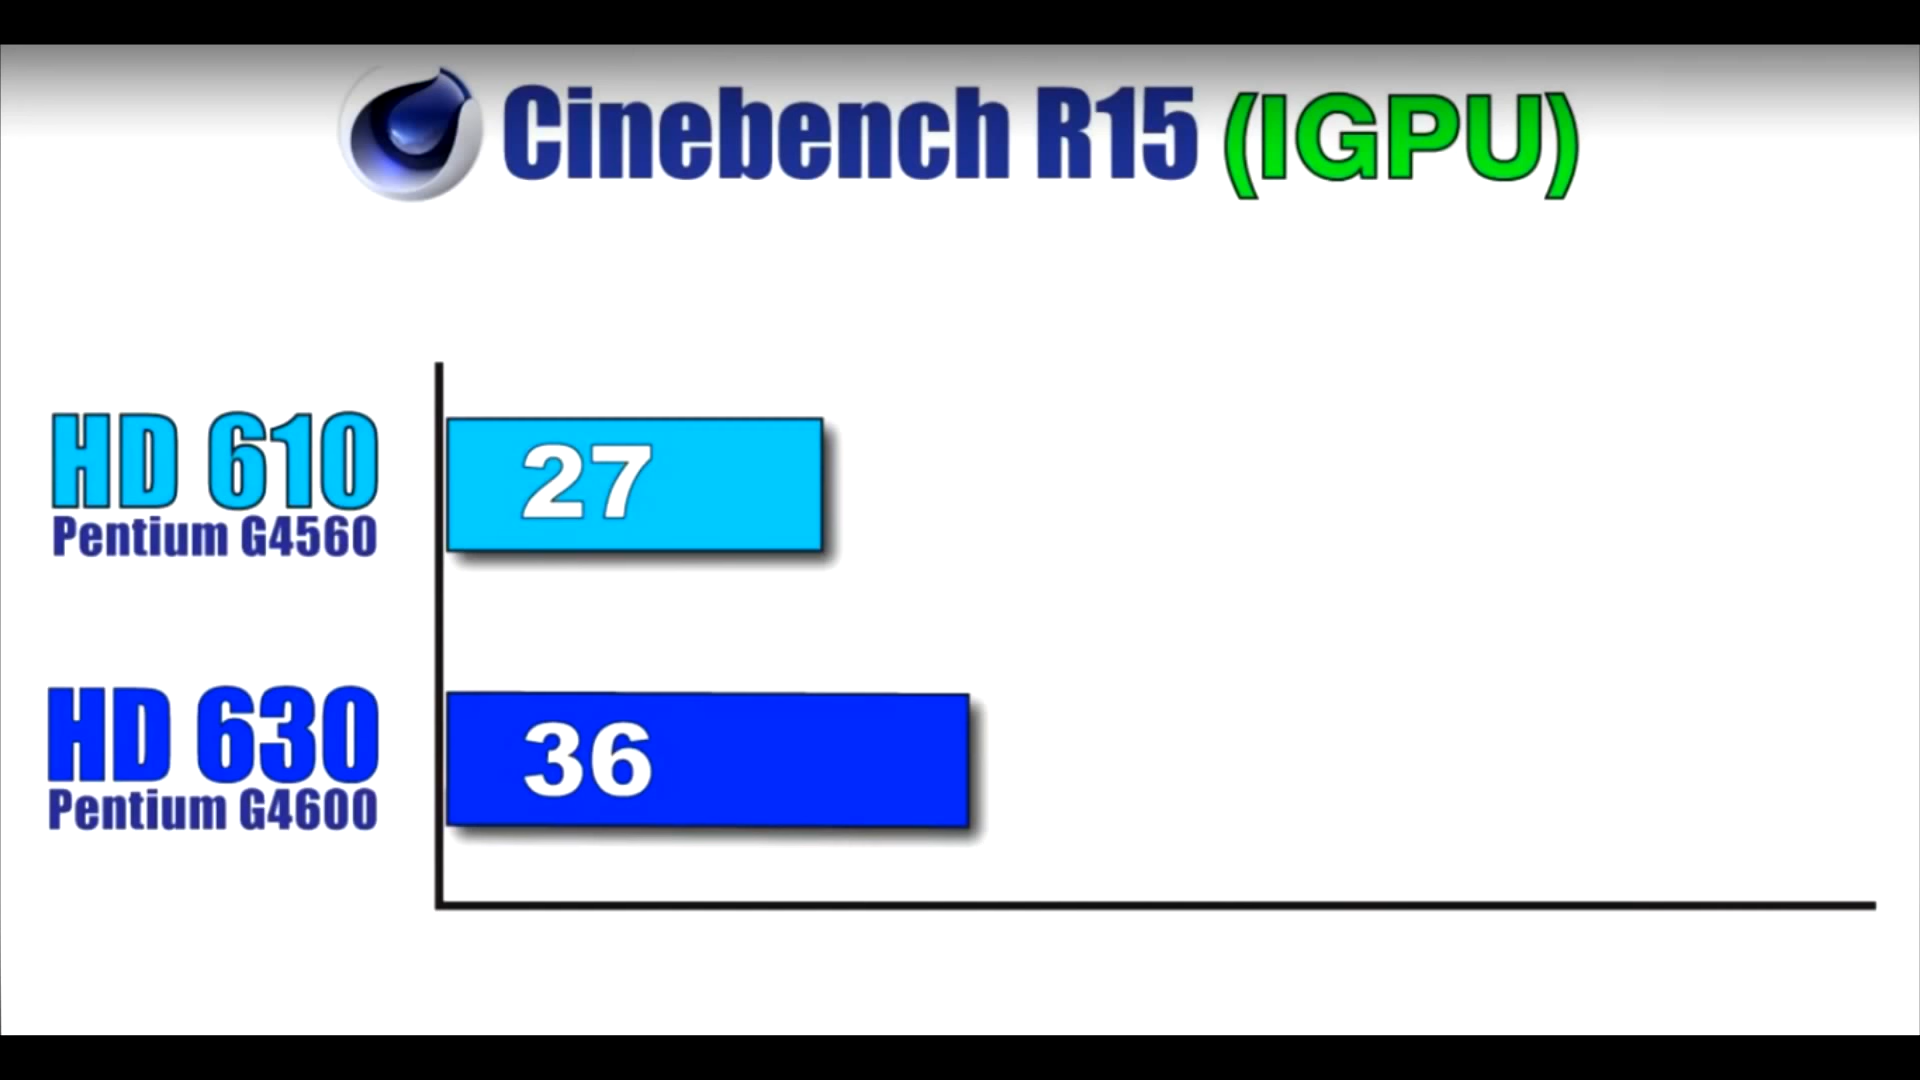 Cinebench R15 (IGPU)
HD 610
Pentium G4560
27
HD 630
Pentium G4600
36